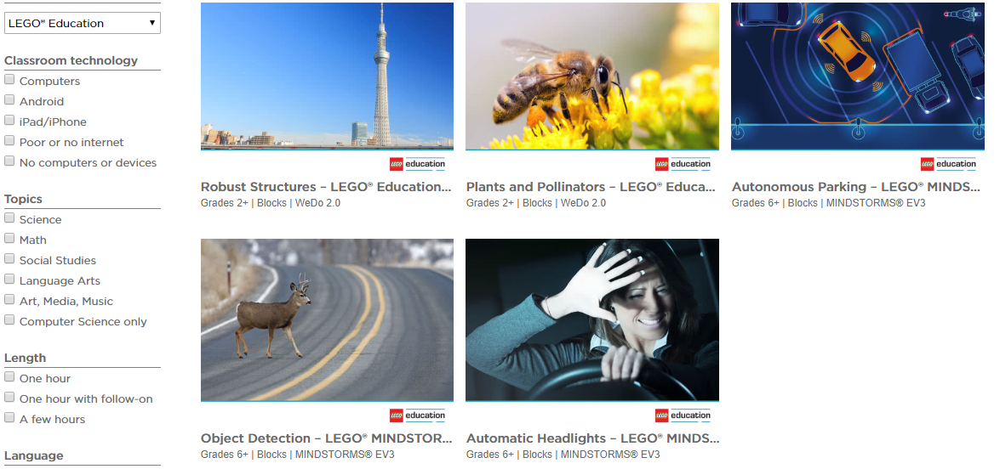 LEGO® Education
Classroom technology
Computers
Android
iPad/iPhone
Poor or no internet
No computers or devices
Topics
Science
Math
Social Studies
Language Arts
Art, Media, Music
Computer Science only
Length
One hour
One hour with follow-on
A few hours
Language
LEGO education
Robust Structures – LEGO® Education...
Grades 2+ | Blocks | WeDo 2.0
LEGO education
Plants and Pollinators – LEGO® Educa...
Grades 2+ | Blocks | WeDo 2.0
LEGO education
Autonomous Parking – LEGO® MINDS...
Grades 6+ | Blocks | MINDSTORMS® EV3
LEGO education
Object Detection – LEGO® MINDSTOR...
Grades 6+ | Blocks | MINDSTORMS® EV3
LEGO education
Automatic Headlights – LEGO® MINDS...
Grades 6+ | Blocks | MINDSTORMS® EV3